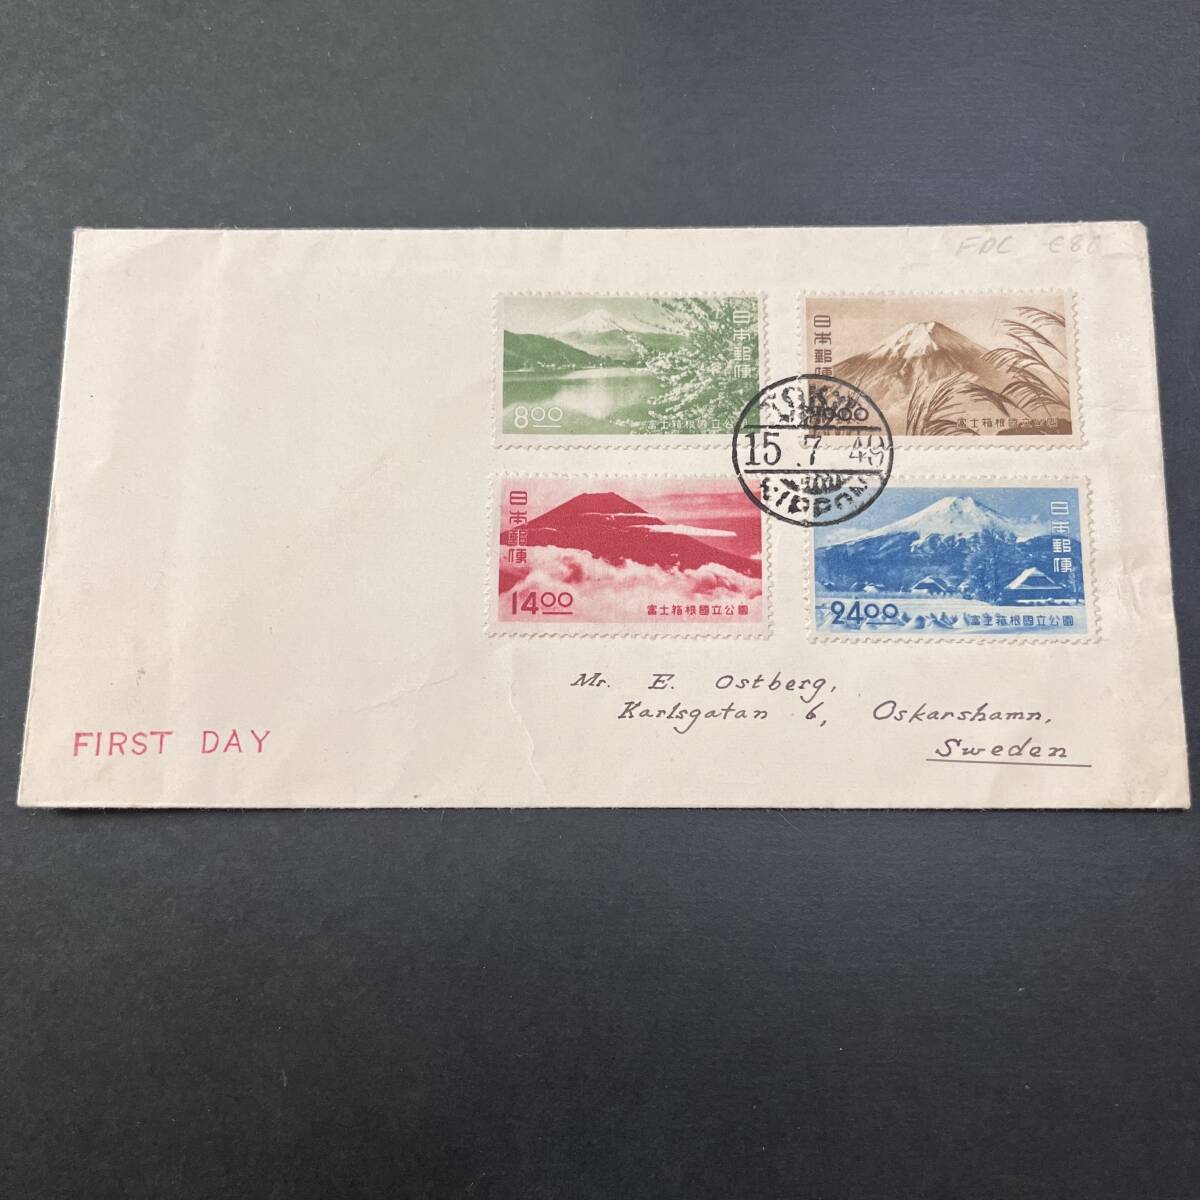 FDC
日本郵便
8.00
富士箱根國立公
日本郵便
富士箱根國立公園
TOKYO
15.7.49
NIPPON
日本郵便
14.00
富士箱根國立公園
日本郵便
24.00
富士箱根國立公園
Mr. E. Ostberg,
Karlsgatan 6, Oskarshamn,
Sweden
FIRST DAY